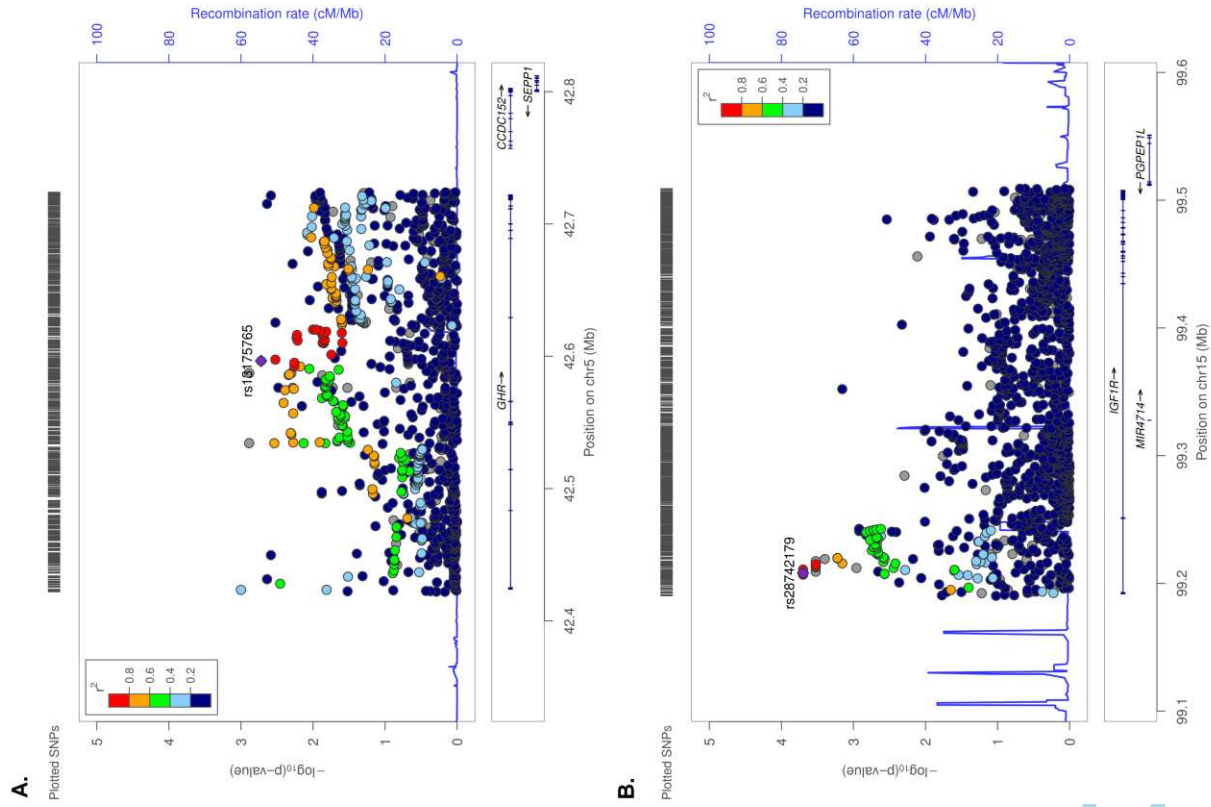 A.
Plotted SNPs
Recombination rate (cM/Mb)
−log10(p−value)
5
4
3
2
1
0
100
80
60
40
20
0
r2
0.8
0.6
0.4
0.2
rs13175765
GHR→
CCDC152→
←SEPP1
42.4
42.5
42.6
42.7
42.8
Position on chr5 (Mb)
B.
Plotted SNPs
Recombination rate (cM/Mb)
−log10(p−value)
5
4
3
2
1
0
100
80
60
40
20
0
r2
0.8
0.6
0.4
0.2
rs28742179
IGF1R→
←PGPEP1L
MIR4714→
99.1
99.2
99.3
99.4
99.5
99.6
Position on chr15 (Mb)